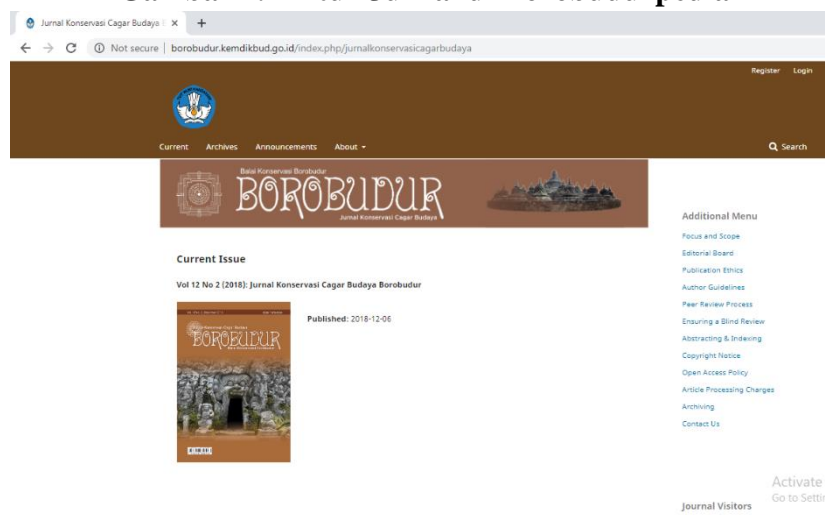 Jurnal Konservasi Cagar Budaya
Not secure | borobudur.kemdikbud.go.id/index.php/jurnalkonservasicagarbudaya
Register Login
Current Archives Announcements About
Search
Balai Konservasi Borobudur
BOROBUDUR
Jurnal Konservasi Cagar Budaya
Current Issue
Vol 12 No 2 (2018): Jurnal Konservasi Cagar Budaya Borobudur
BOROBUDUR
Published: 2018-12-06
Additional Menu
Focus and Scope
Editorial Board
Publication Ethics
Author Guidelines
Peer Review Process
Ensuring a Blind Review
Abstracting & Indexing
Copyright Notice
Open Access Policy
Article Processing Charges
Archiving
Contact Us
Journal Visitors
Activate
Go to Settin